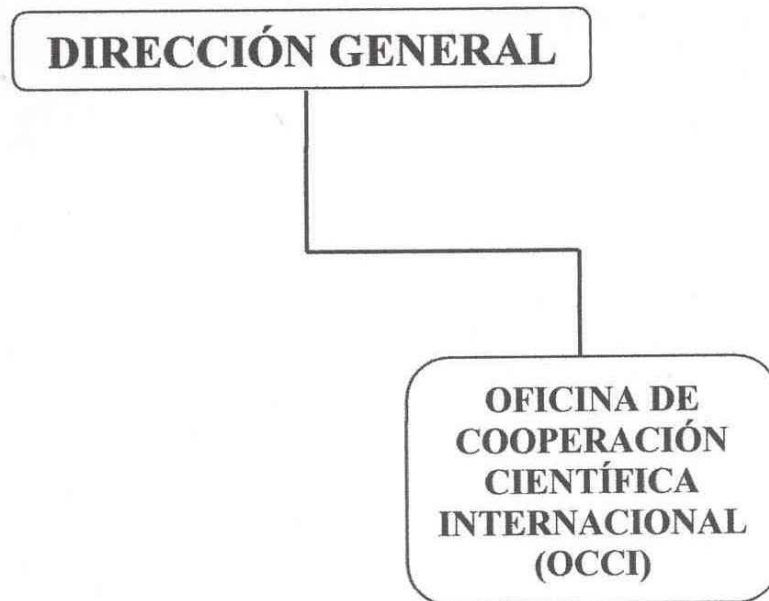 DIRECCIÓN GENERAL
OFICINA DE
COOPERACIÓN
CIENTÍFICA
INTERNACIONAL
(OCCI)